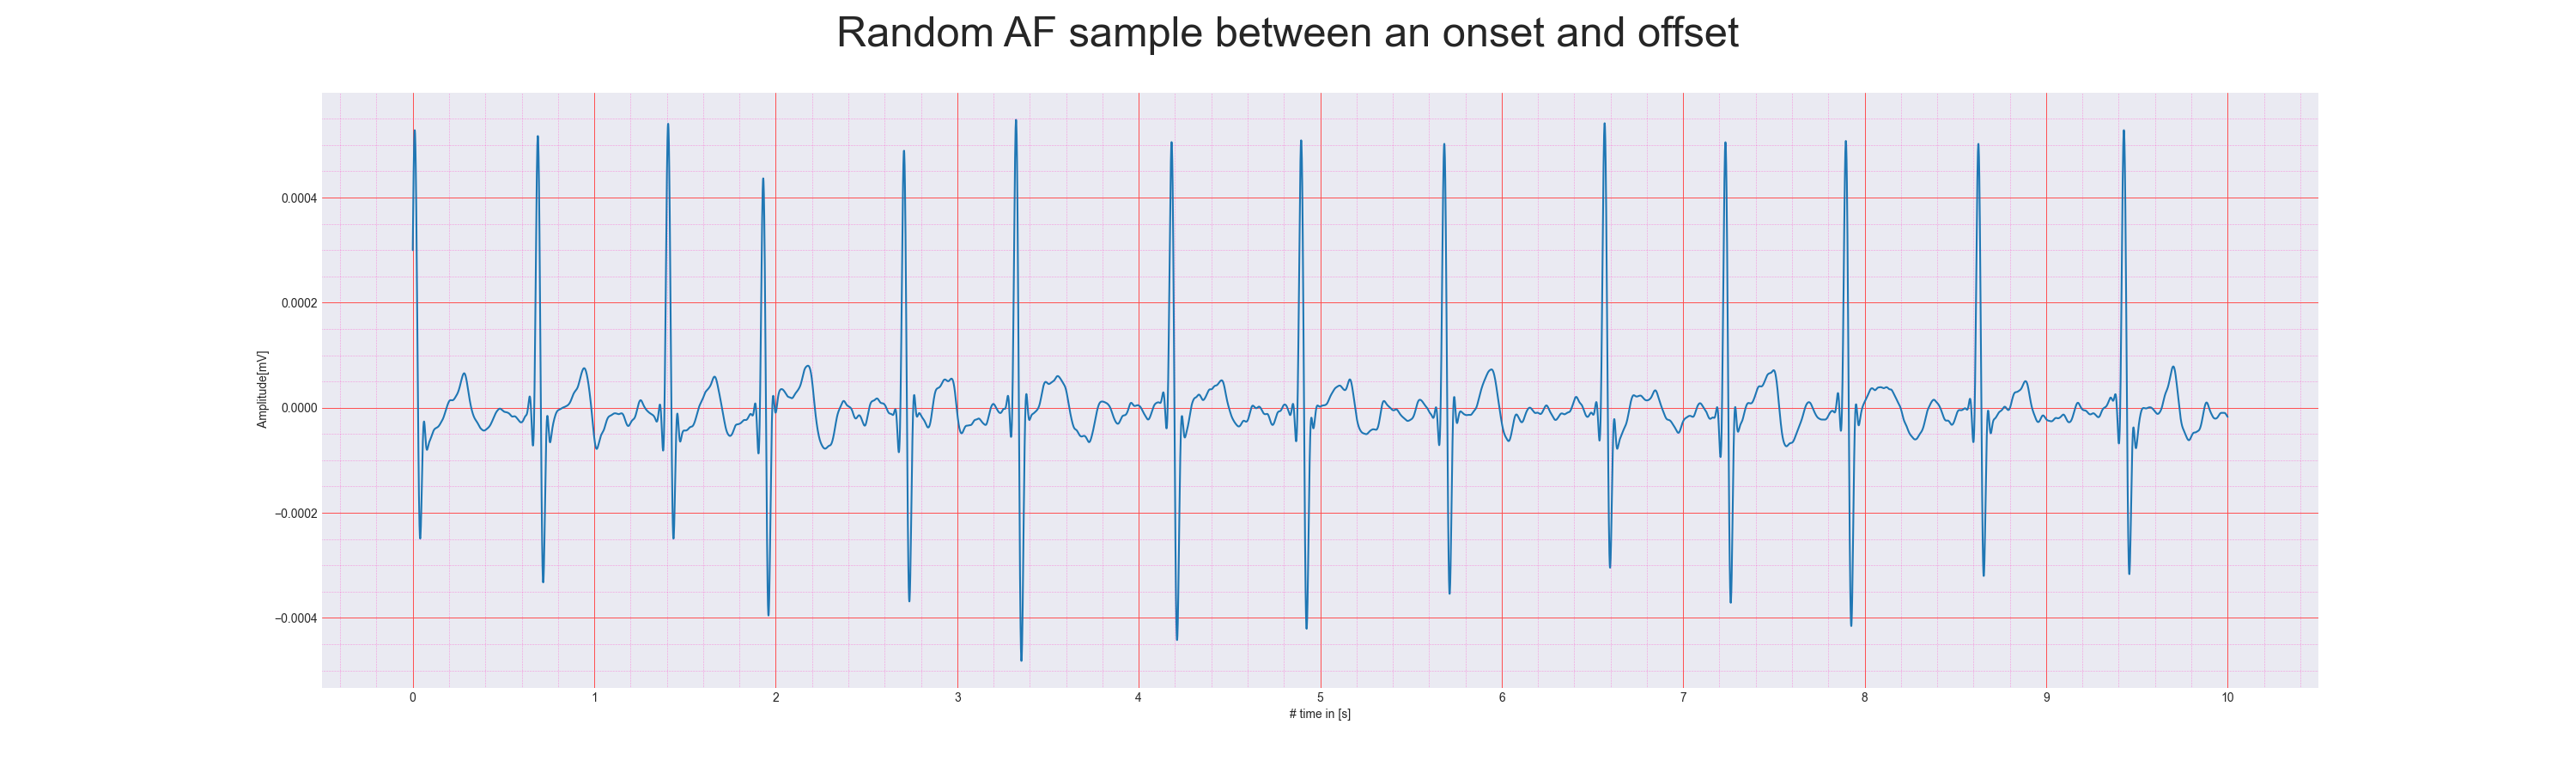 Random AF sample between an onset and offset
Amplitude[mV]
0.0004
0.0002
0.0000
−0.0002
−0.0004
0 1 2 3 4 5 6 7 8 9 10
# time in [s]